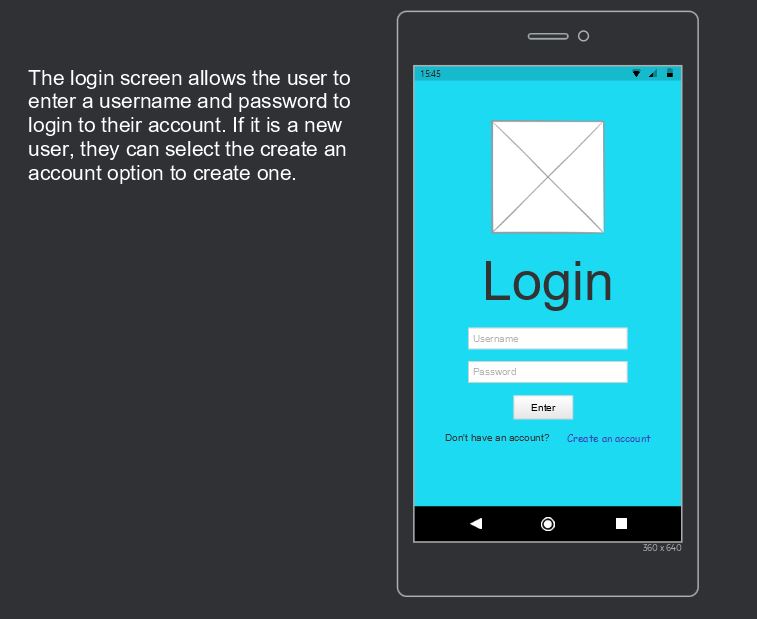 The login screen allows the user to
enter a username and password to
login to their account. If it is a new
user, they can select the create an
account option to create one.
15:45
Login
Username
Password
Enter
Don't have an account? Create an account
360 x 640